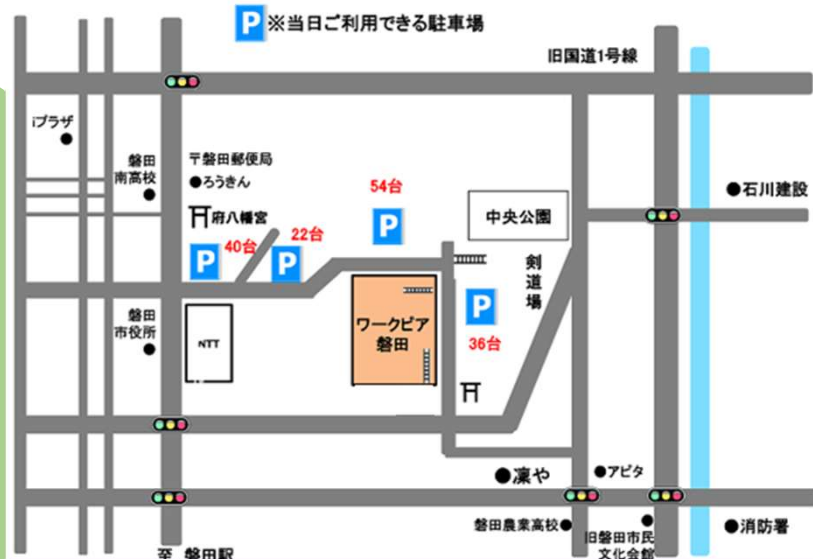 P ※当日ご利用できる駐車場
旧国道1号線
iプラザ
磐田
南高校
〒磐田郵便局
ろうきん
府八幡宮
54台
P
40台
P
22台
P
中央公園
石川建設
剣道場
P
36台
磐田
市役所
NTT
ワークピア
磐田
凜や
アピタ
磐田農業高校
旧磐田市民
文化会館
消防署
至 磐田駅